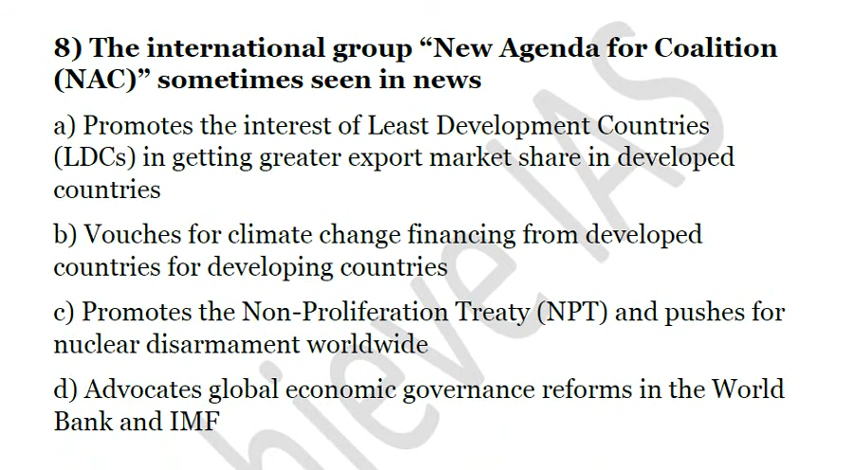 8) The international group “New Agenda for Coalition
(NAC)” sometimes seen in news
a) Promotes the interest of Least Development Countries
(LDCs) in getting greater export market share in developed
countries
b) Vouches for climate change financing from developed
countries for developing countries
c) Promotes the Non-Proliferation Treaty (NPT) and pushes for
nuclear disarmament worldwide
d) Advocates global economic governance reforms in the World
Bank and IMF
hieve IAS